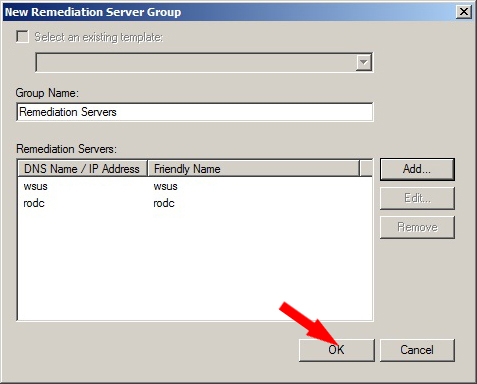 New Remediation Server Group
Select an existing template:
Group Name:
Remediation Servers
Remediation Servers:
DNS Name / IP Address Friendly Name
wsus wsus
rodc rodc
Add...
Edit...
Remove
OK Cancel